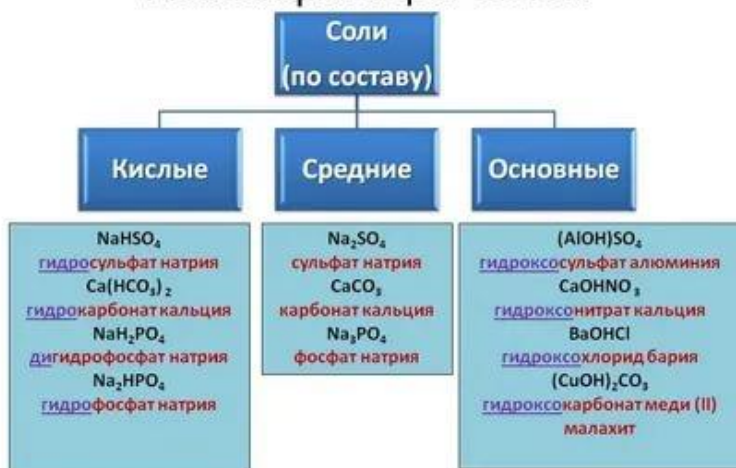 Соли
(по составу)
Кислые
Средние
Основные
NaHSO₄
гидросульфат натрия
Ca(HCO₃)₂
гидрокарбонат кальция
NaH₂PO₄
дигидрофосфат натрия
Na₂HPO₄
гидрофосфат натрия
Na₂SO₄
сульфат натрия
CaCO₃
карбонат кальция
Na₃PO₄
фосфат натрия
(AlOH)SO₄
гидроксосульфат алюминия
CaOHNO₃
гидроксонитрат кальция
BaOHCl
гидроксохлорид бария
(CuOH)₂CO₃
гидроксокарбонат меди (II)
малахит